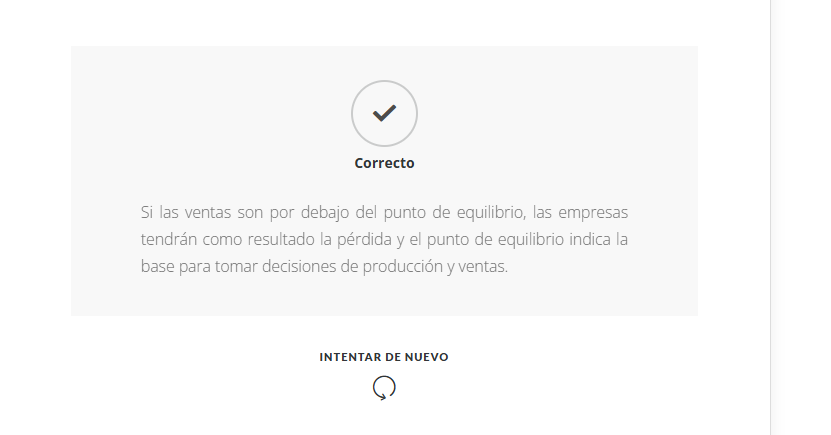 Correcto
Si las ventas son por debajo del punto de equilibrio, las empresas
tendrán como resultado la pérdida y el punto de equilibrio indica la
base para tomar decisiones de producción y ventas.
INTENTAR DE NUEVO